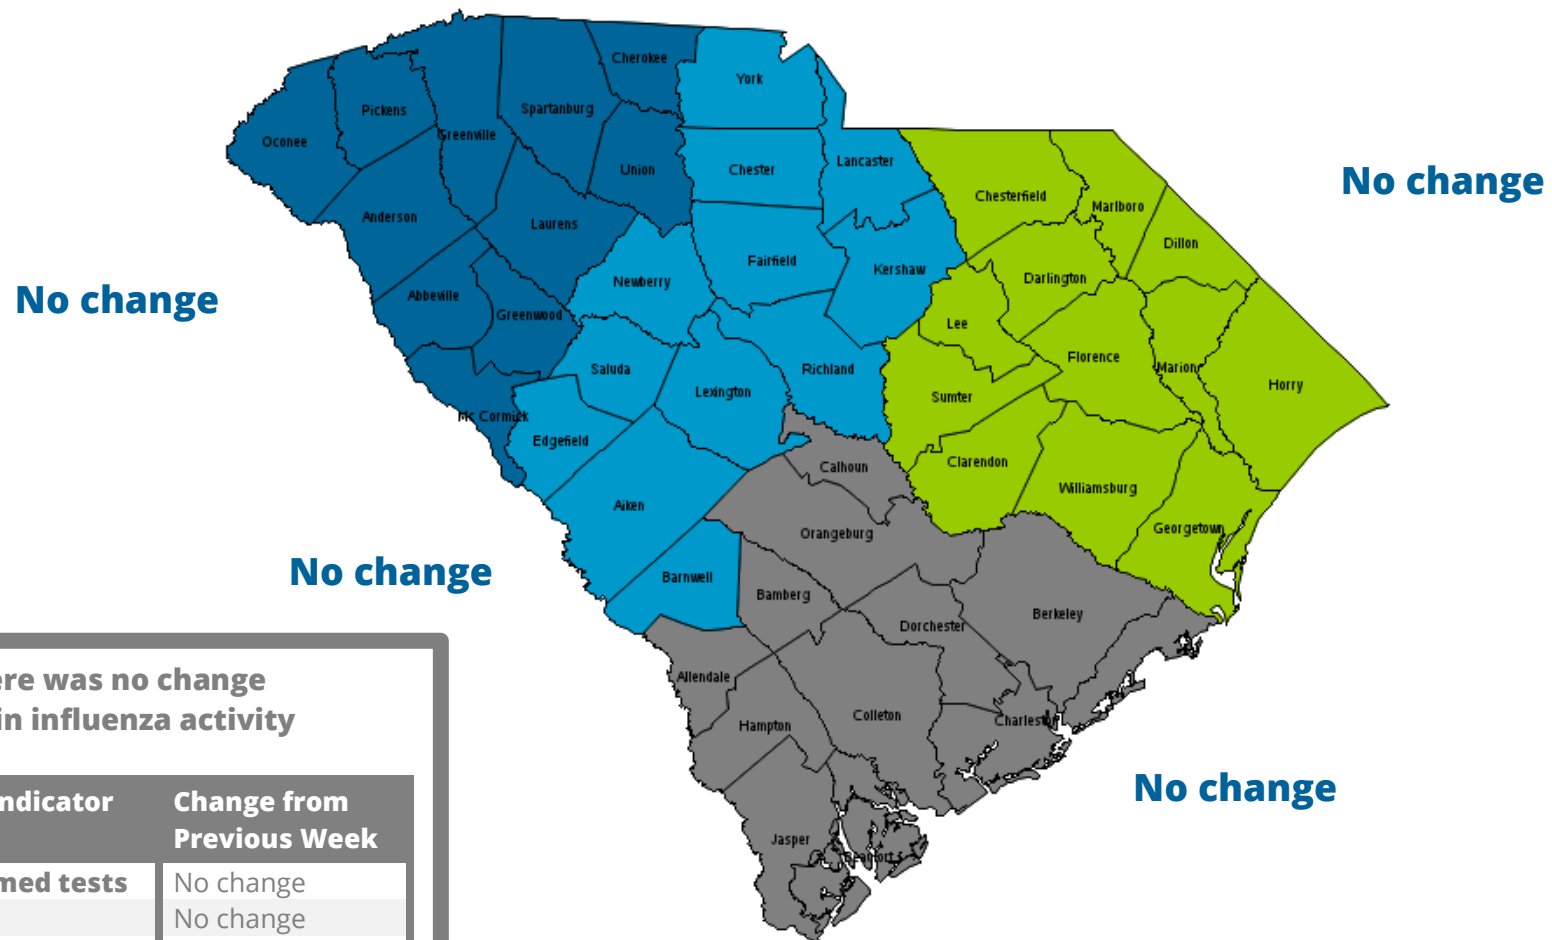 Cherokee
York
Spartanburg
Pickens
Greenville
Oconee
Union
Chester
Lancaster
No change
Chesterfield
Marlboro
Anderson
Laurens
Dillon
Fairfield
Kershaw
Newberry
Darlington
No change
Abbeville
Greenwood
Lee
Florence
Saluda
Richland
Marion
Horry
Lexington
Sumter
Mc Cormick
Edgefield
Calhoun
Clarendon
Williamsburg
Aiken
Orangeburg
Georgetown
No change
Barnwell
Bamberg
Berkeley
Dorchester
Allendale
Hampton
Colleton
Charleston
No change
Jasper
Beaufort
ere was no change
in influenza activity
ndicator
Change from
Previous Week
med tests
No change
No change